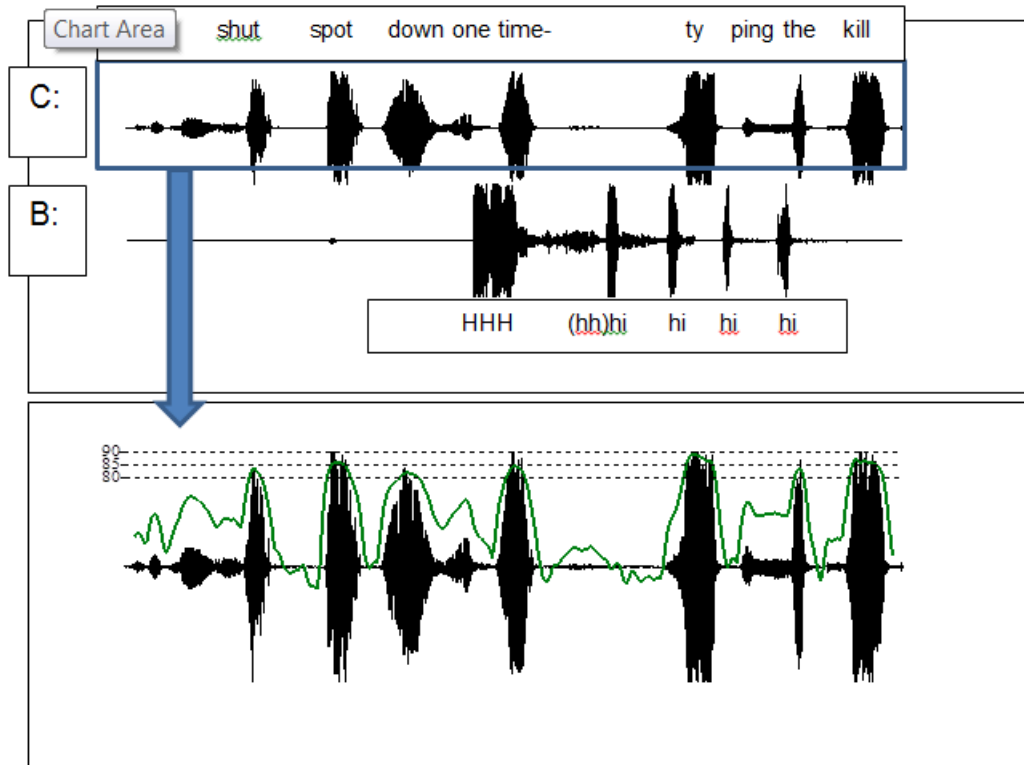 Chart Area shut spot down one time- ty ping the kill
C:
B:
HHH (hh)hi hi hi hi
90
85
80